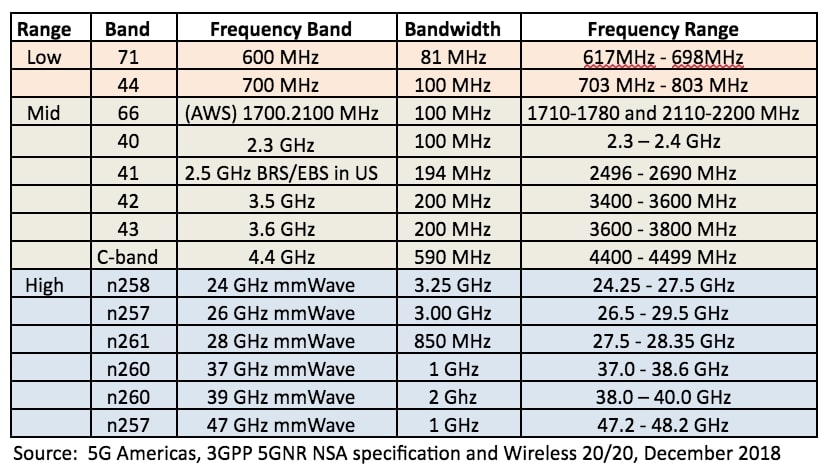 Range Band Frequency Band Bandwidth Frequency Range
Low 71 600 MHz 81 MHz 617MHz - 698MHz
44 700 MHz 100 MHz 703 MHz - 803 MHz
Mid 66 (AWS) 1700.2100 MHz 100 MHz 1710-1780 and 2110-2200 MHz
40 2.3 GHz 100 MHz 2.3 – 2.4 GHz
41 2.5 GHz BRS/EBS in US 194 MHz 2496 - 2690 MHz
42 3.5 GHz 200 MHz 3400 - 3600 MHz
43 3.6 GHz 200 MHz 3600 - 3800 MHz
C-band 4.4 GHz 590 MHz 4400 - 4499 MHz
High n258 24 GHz mmWave 3.25 GHz 24.25 - 27.5 GHz
n257 26 GHz mmWave 3.00 GHz 26.5 - 29.5 GHz
n261 28 GHz mmWave 850 MHz 27.5 - 28.35 GHz
n260 37 GHz mmWave 1 GHz 37.0 - 38.6 GHz
n260 39 GHz mmWave 2 Ghz 38.0 – 40.0 GHz
n257 47 GHz mmWave 1 GHz 47.2 - 48.2 GHz
Source: 5G Americas, 3GPP 5GNR NSA specification and Wireless 20/20, December 2018